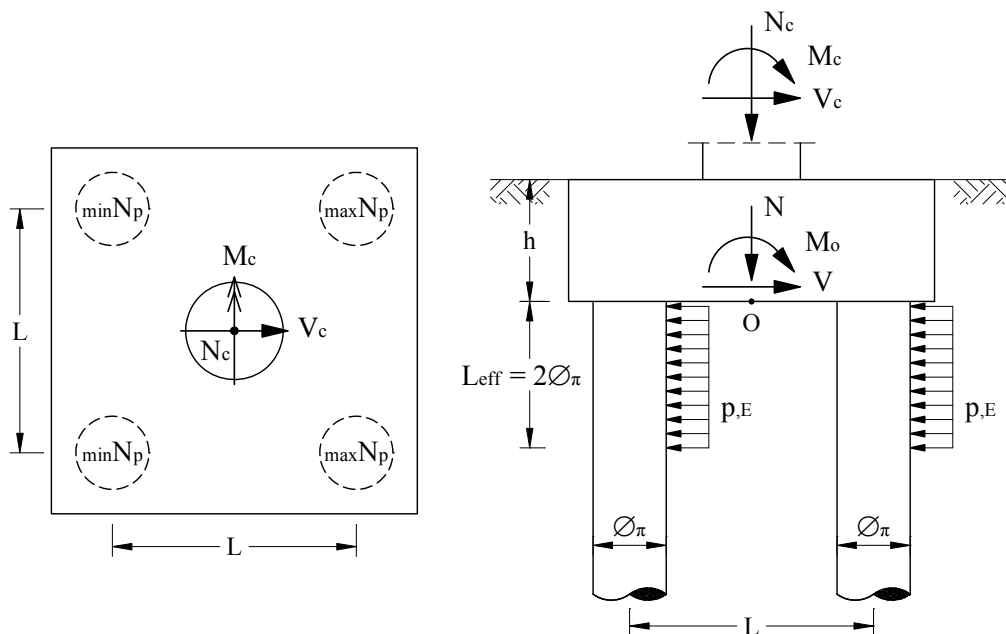 minNp
maxNp
Mc
L
Vc
Nc
minNp
maxNp
L
Nc
Mc
Vc
N
h
Mo
V
O
Leff = 2∅π
p,E
p,E
∅π
∅π
L